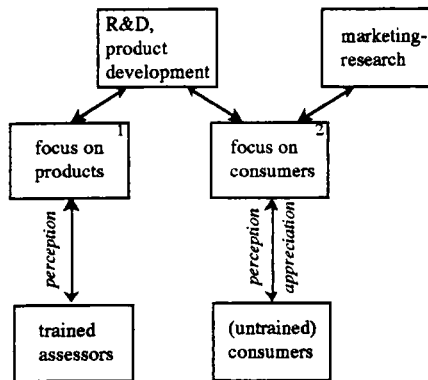 R&D,
product
development
marketing-
research
1
focus on
products
2
focus on
consumers
perception
perception
appreciation
trained
assessors
(untrained)
consumers